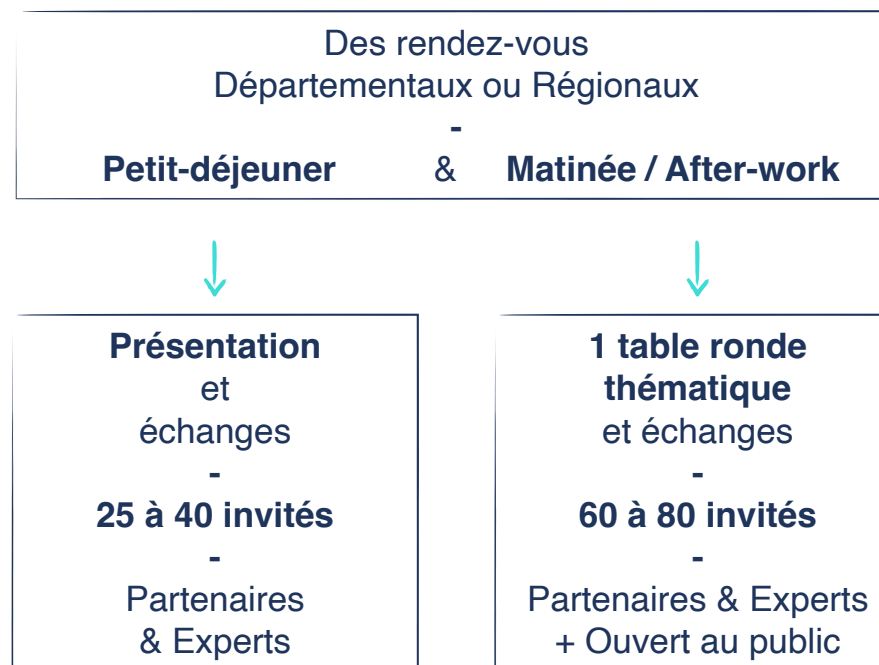 Des rendez-vous
Départementaux ou Régionaux
-
Petit-déjeuner & Matinée / After-work
Présentation
et
échanges
-
25 à 40 invités
-
Partenaires
& Experts
1 table ronde
thématique
et échanges
-
60 à 80 invités
-
Partenaires & Experts
+ Ouvert au public